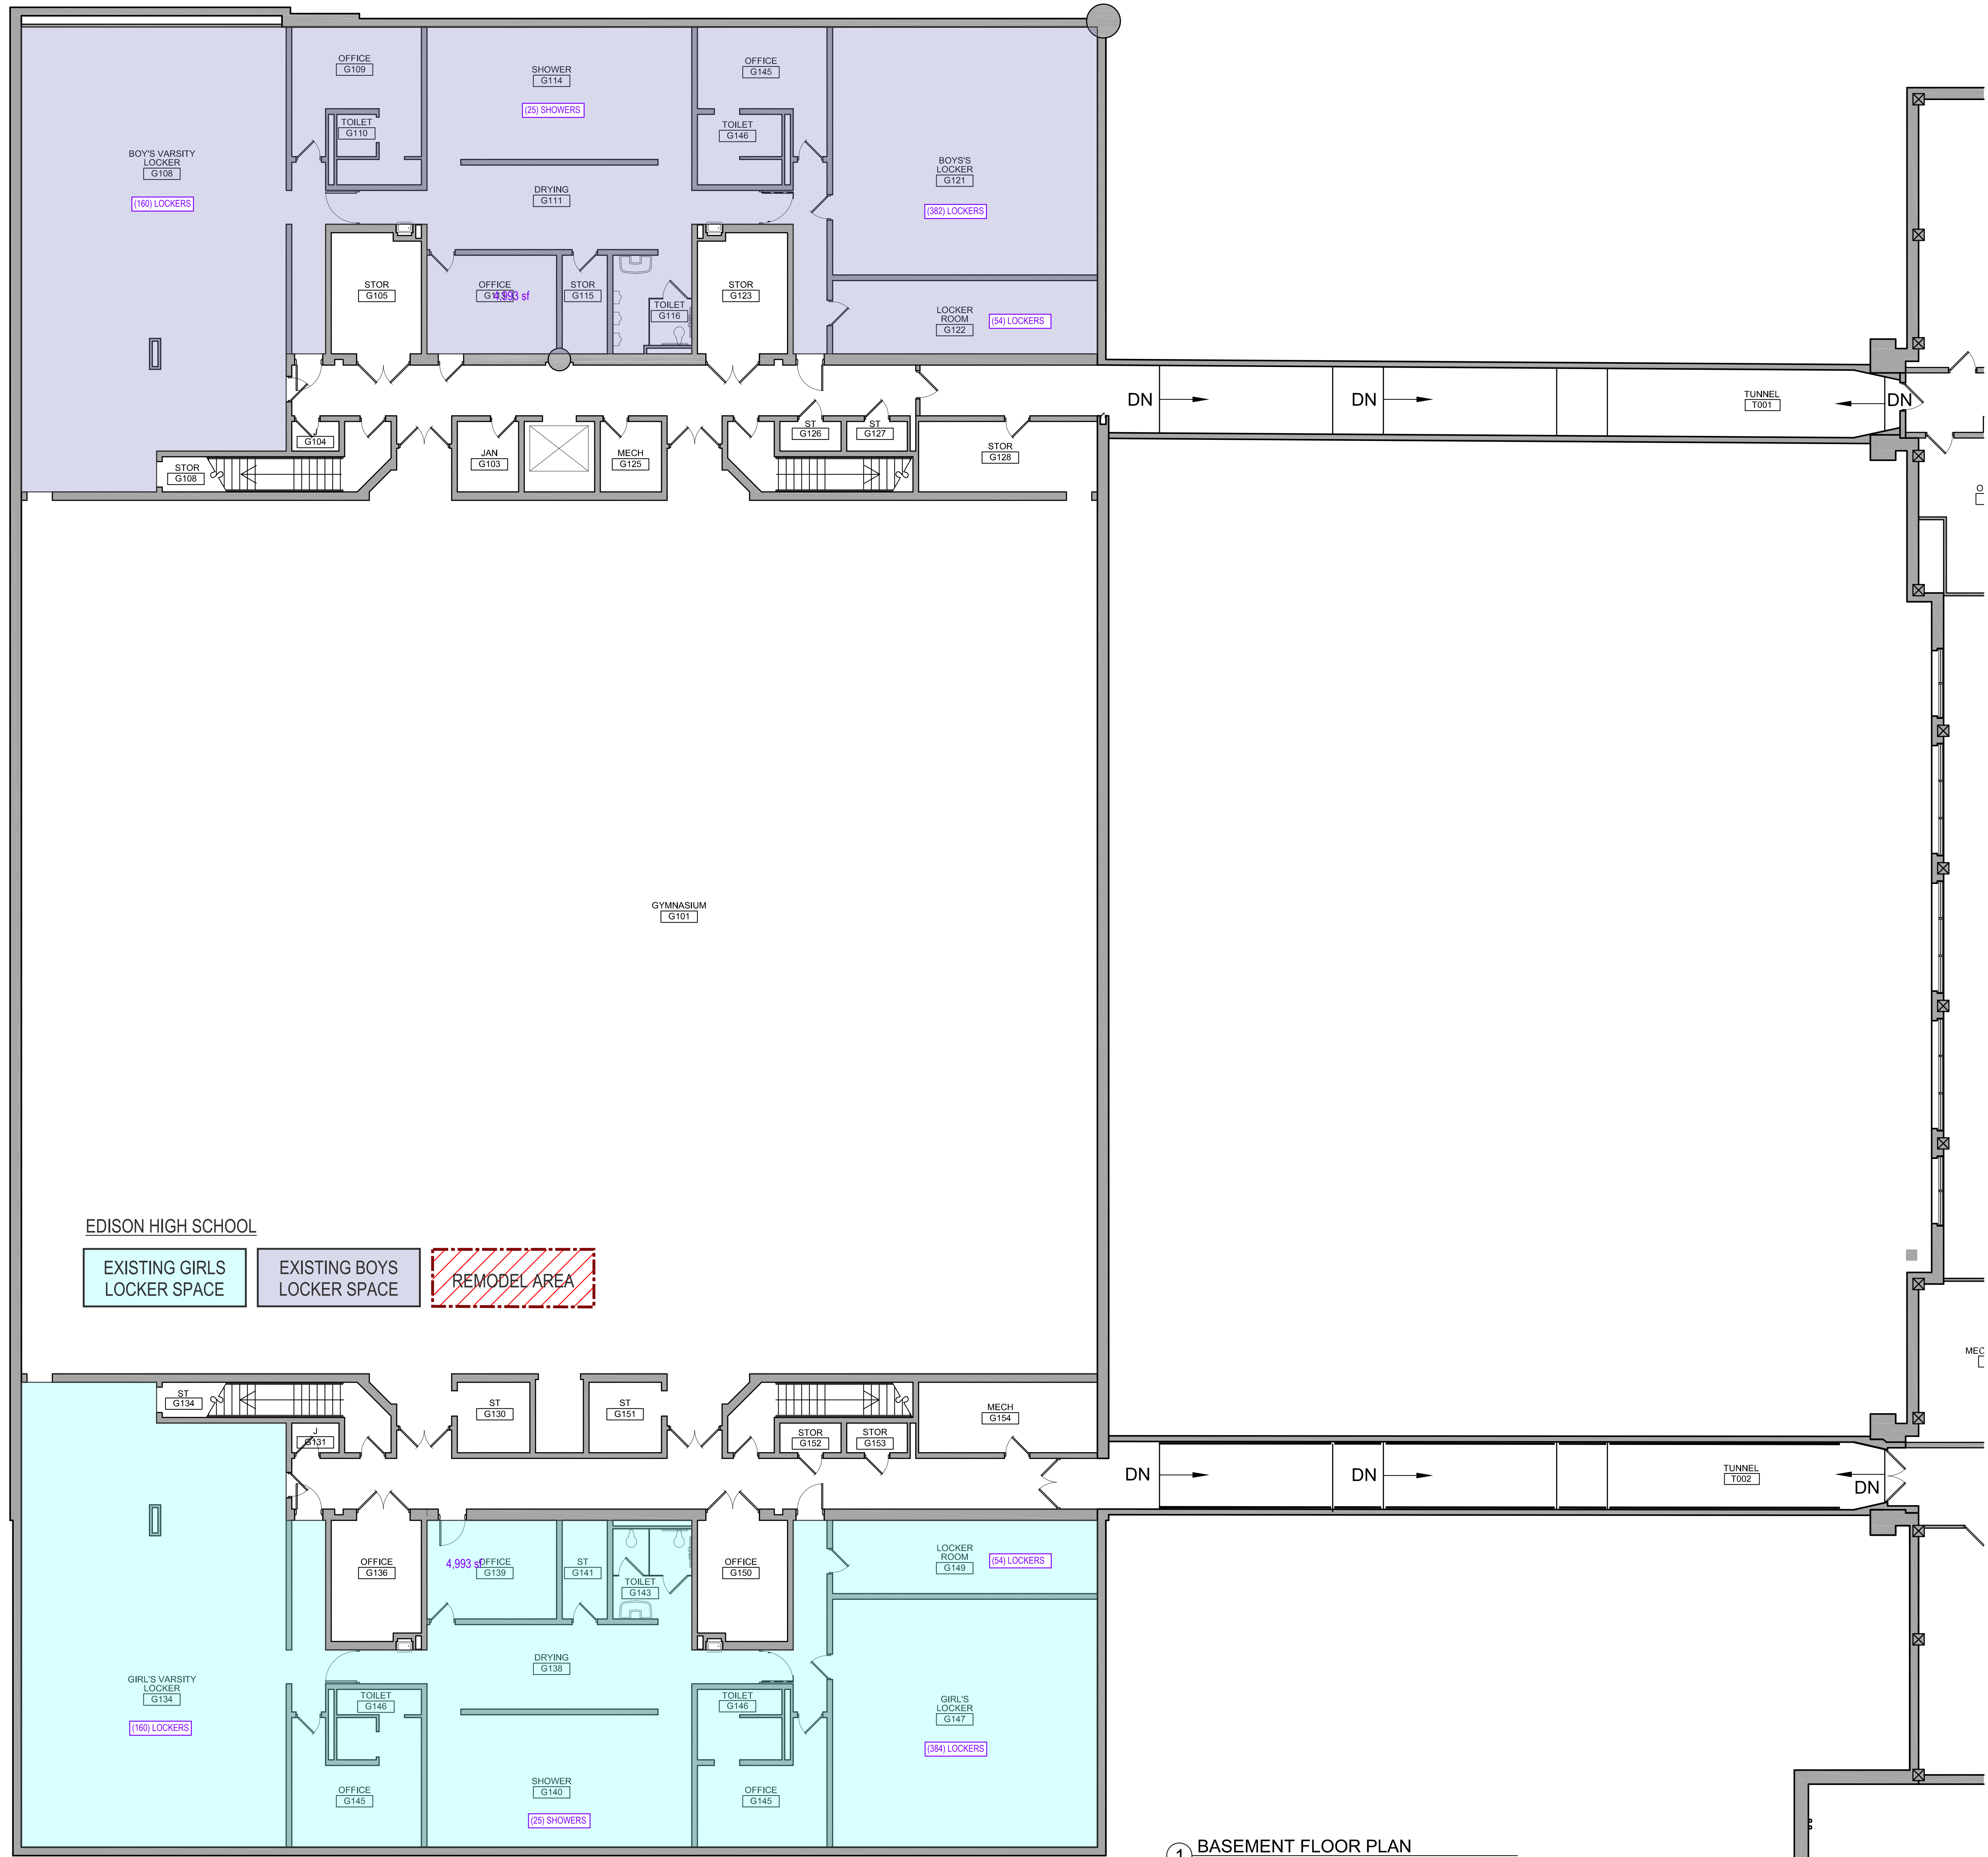 OFFICE
G109
SHOWER
G114
(25) SHOWERS
OFFICE
G145
TOILET
G110
TOILET
G146
BOY'S VARSITY
LOCKER
G108
(160) LOCKERS
BOYS'S
LOCKER
G121
(382) LOCKERS
DRYING
G111
STOR
G105
OFFICE
4,993 sf
STOR
G115
TOILET
G116
STOR
G123
LOCKER
ROOM
G122
(54) LOCKERS
DN
DN
TUNNEL
T001
DN
J
G104
STOR
G108
JAN
G103
MECH
G125
ST
G126
ST
G127
STOR
G128
O
GYMNASIUM
G101
EDISON HIGH SCHOOL
EXISTING GIRLS
LOCKER SPACE
EXISTING BOYS
LOCKER SPACE
REMODEL AREA
MEC
ST
G134
J
G131
ST
G130
ST
G151
STOR
G152
STOR
G153
MECH
G154
DN
DN
TUNNEL
T002
DN
OFFICE
G136
4,993 sf
OFFICE
G139
ST
G141
TOILET
G143
OFFICE
G150
LOCKER
ROOM
G149
(54) LOCKERS
DRYING
G138
GIRL'S VARSITY
LOCKER
G134
(160) LOCKERS
TOILET
G146
TOILET
G146
GIRL'S
LOCKER
G147
(384) LOCKERS
OFFICE
G145
SHOWER
G140
(25) SHOWERS
OFFICE
G145
1
BASEMENT FLOOR PLAN